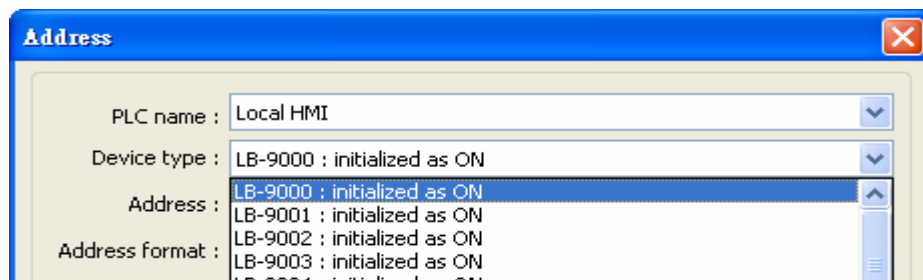 Address
PLC name : Local HMI
Device type : LB-9000 : initialized as ON
LB-9000 : initialized as ON
Address :
LB-9001 : initialized as ON
LB-9002 : initialized as ON
Address format :
LB-9003 : initialized as ON